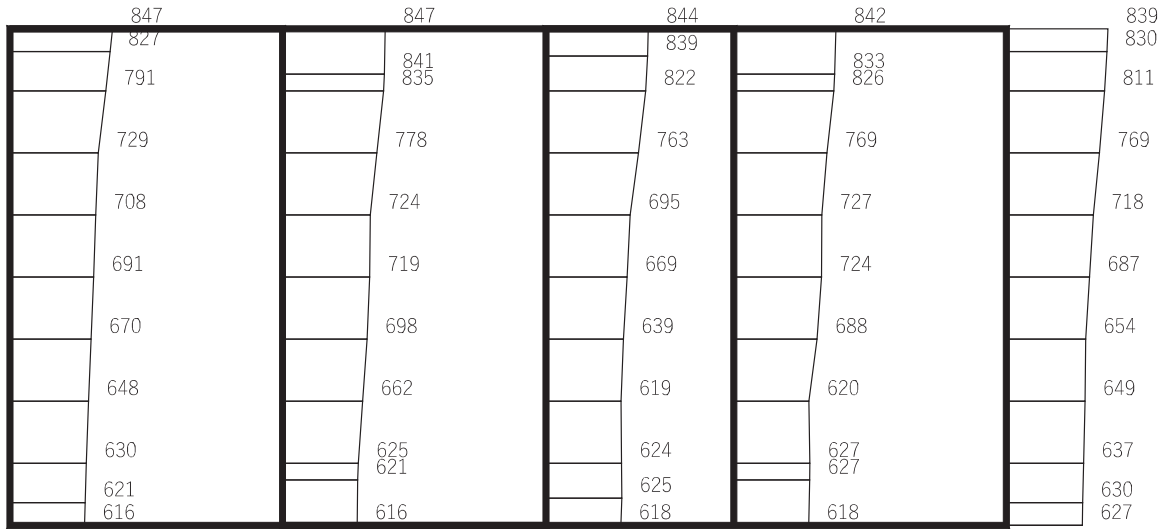 847 847 844 842 839
827 839 830
841 833
791 835 822 826 811
729 778 763 769 769
708 724 695 727 718
691 719 669 724 687
670 698 639 688 654
648 662 619 620 649
630 625 624 627 637
621 627
621 625 630
616 616 618 618 627